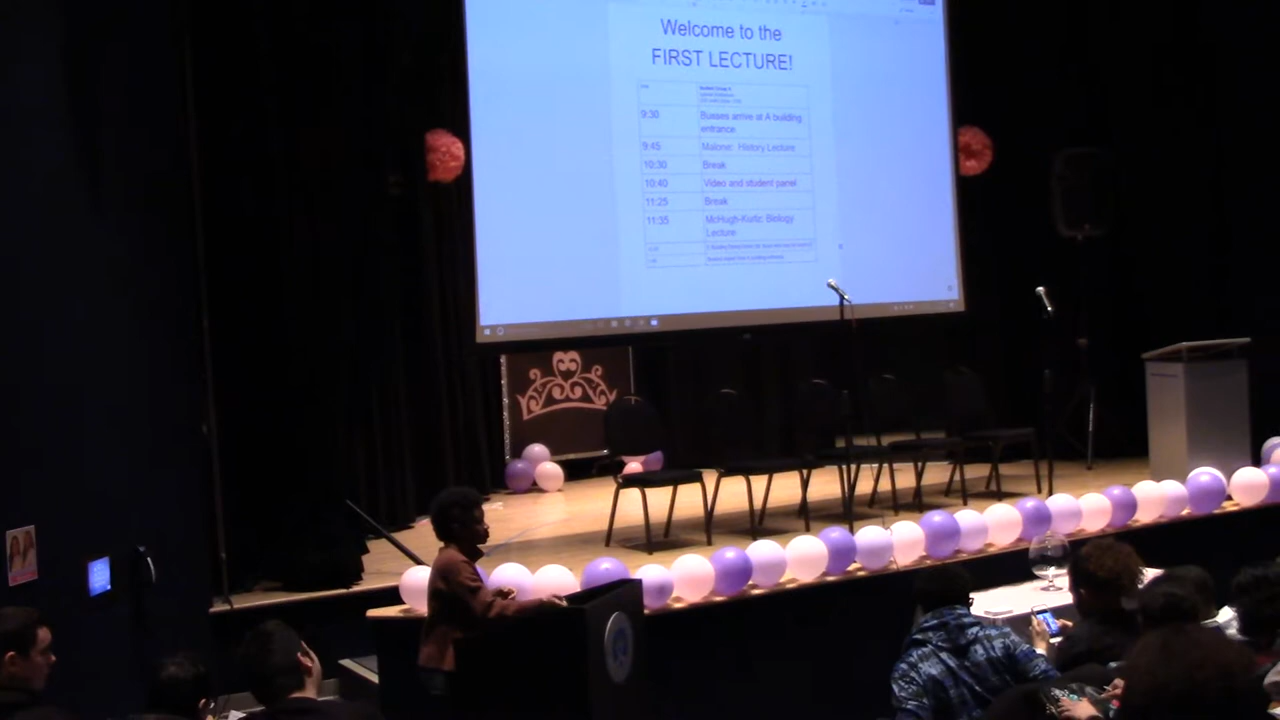 Welcome to the
FIRST LECTURE!
9:30 Busses arrive at A building
entrance
9:45 Malone: History Lecture
10:30 Break
10:40 Video and student panel
11:25 Break
11:35 McHugh-Kurtz: Biology
Lecture